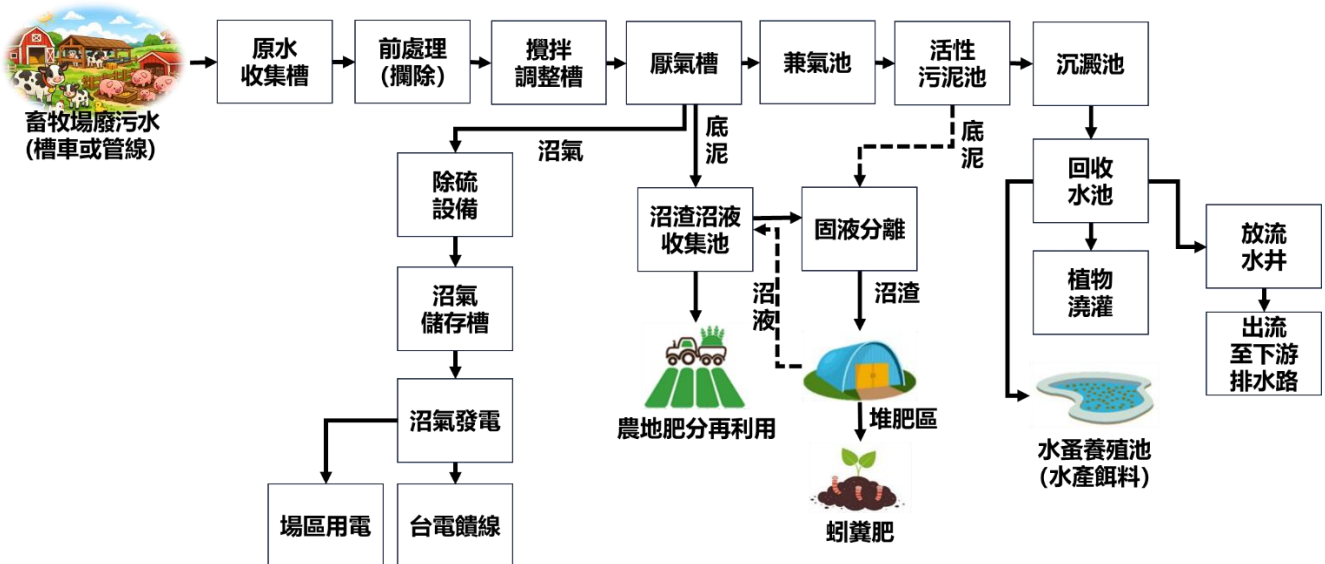 畜牧場廢污水
(槽車或管線)
原水
收集槽
前處理
(攔除)
攪拌
調整槽
厭氧槽
兼氣池
活性
污泥池
沉澱池
沼氣
底
泥
底
泥
除硫
設備
沼渣沼液
收集池
固液分離
回收
水池
放流
水井
沼氣
儲存槽
沼
液
沼渣
植物
澆灌
出流
至下游
排水路
沼氣發電
農地肥分再利用
堆肥區
水蚤養殖池
(水產餌料)
場區用電
台電饋線
蚓糞肥